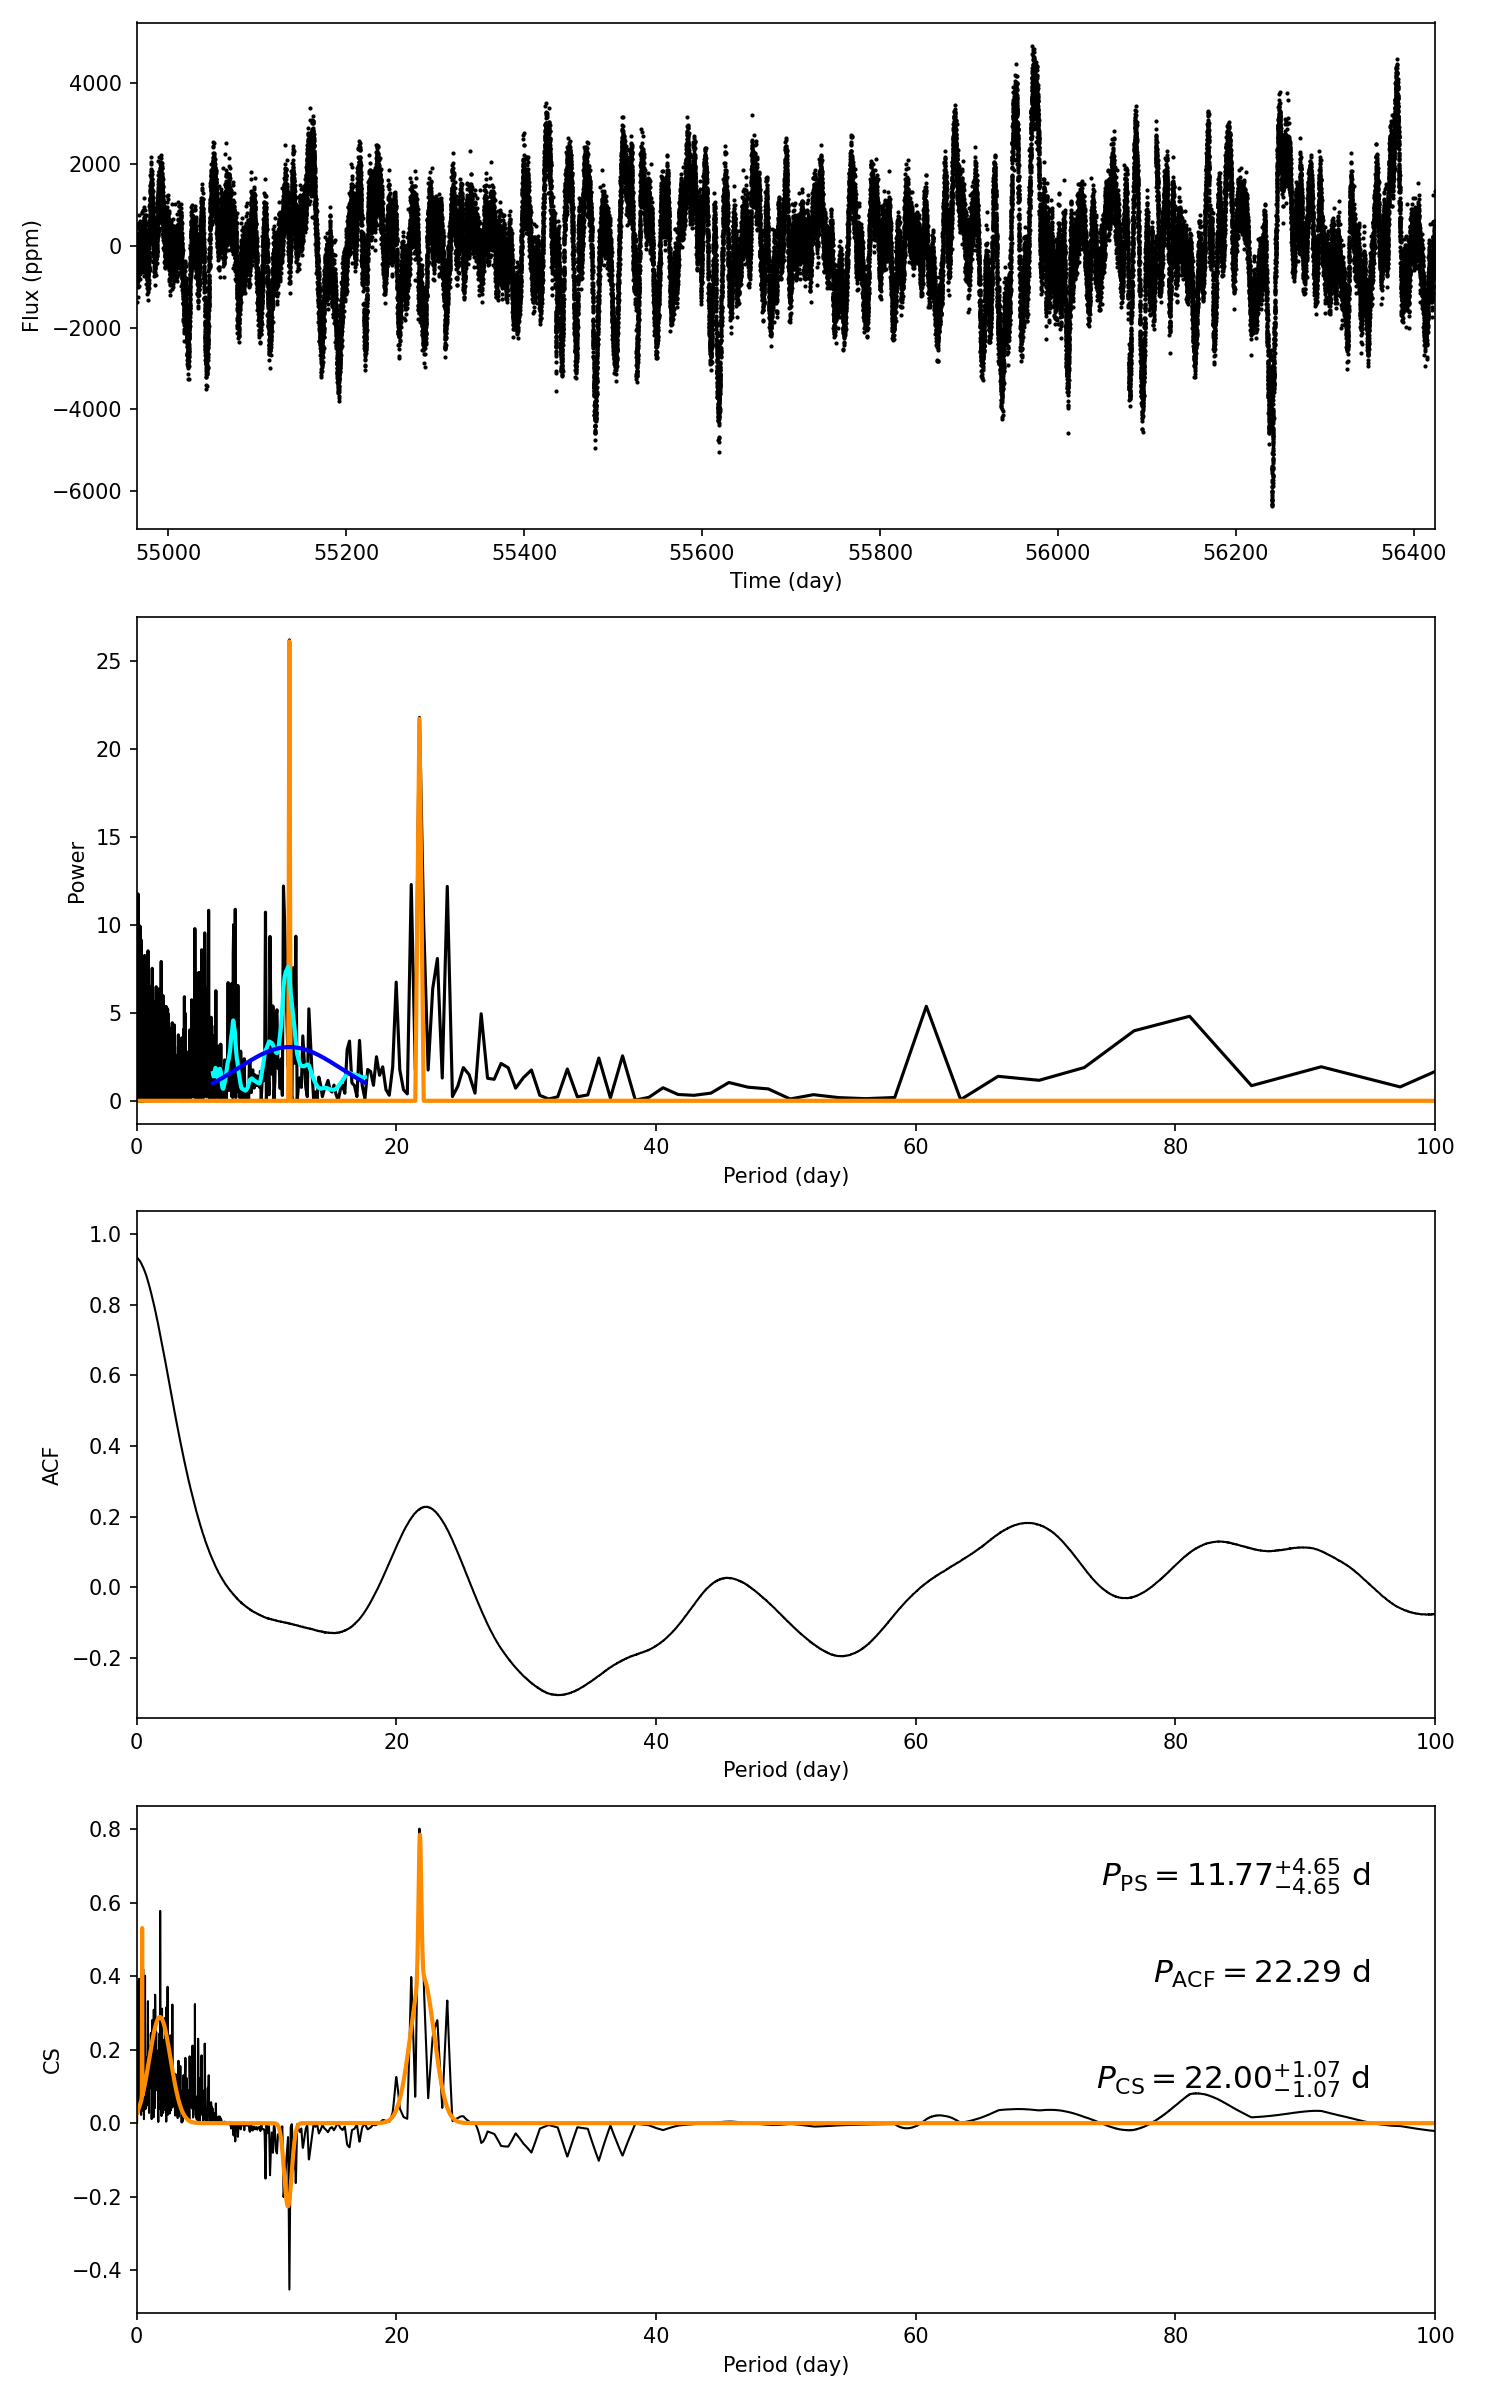 4000
2000
0
−2000
−4000
−6000
Flux (ppm)
55000 55200 55400 55600 55800 56000 56200 56400
Time (day)
25
20
15
10
5
0
Power
0 20 40 60 80 100
Period (day)
1.0
0.8
0.6
0.4
0.2
0.0
−0.2
ACF
0 20 40 60 80 100
Period (day)
0.8
0.6
0.4
0.2
0.0
−0.2
−0.4
CS
P_PS = 11.77 +4.65 −4.65 d
P_ACF = 22.29 d
P_CS = 22.00 +1.07 −1.07 d
0 20 40 60 80 100
Period (day)